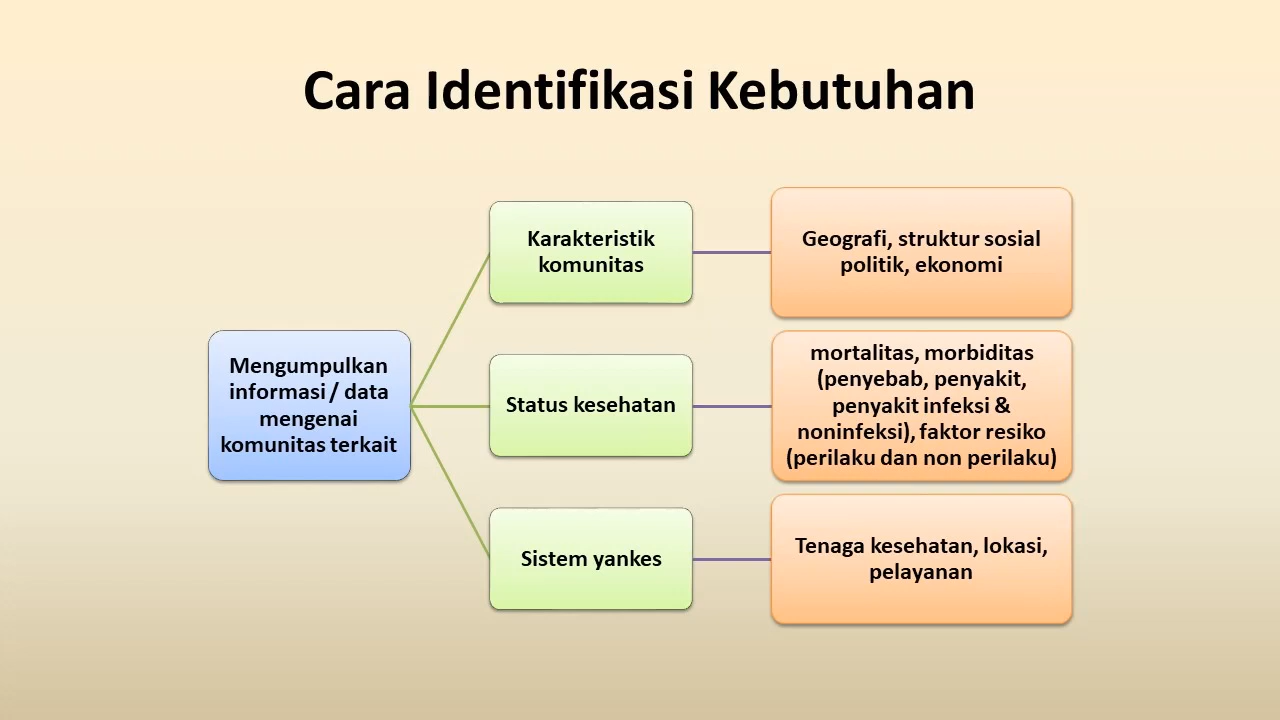 Cara Identifikasi Kebutuhan
Mengumpulkan
informasi / data
mengenai
komunitas terkait
Karakteristik
komunitas
Geografi, struktur sosial
politik, ekonomi
Status kesehatan
mortalitas, morbiditas
(penyebab, penyakit,
penyakit infeksi &
noninfeksi), faktor resiko
(perilaku dan non perilaku)
Sistem yankes
Tenaga kesehatan, lokasi,
pelayanan